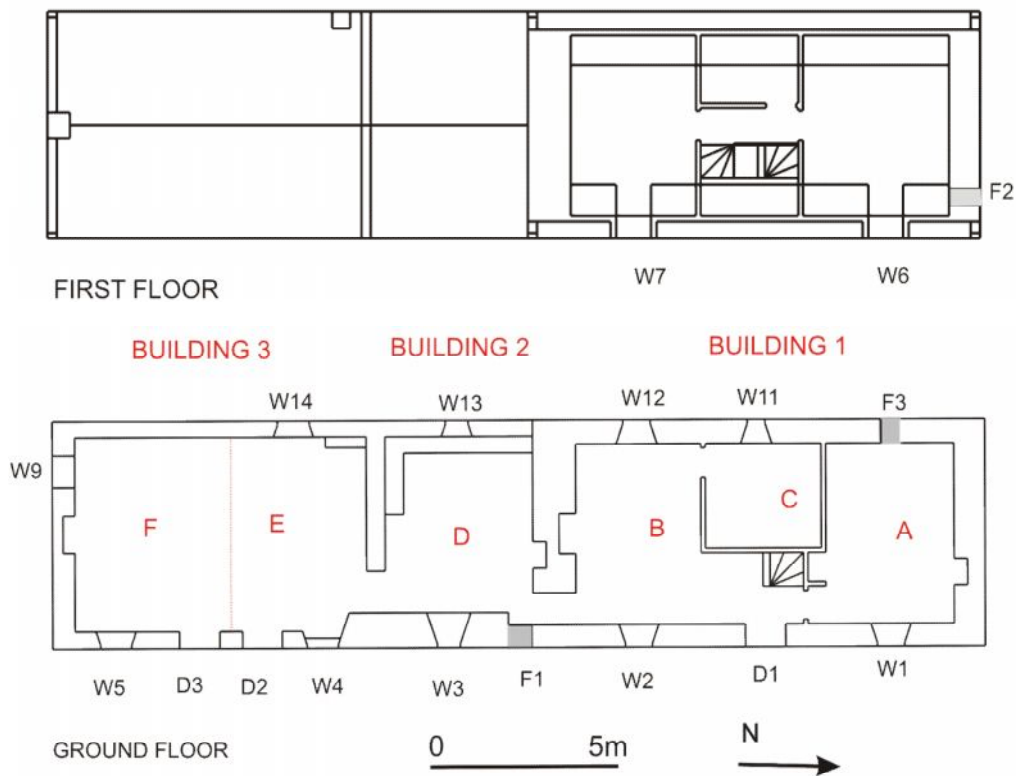 F2
W7 W6
FIRST FLOOR
BUILDING 3 BUILDING 2 BUILDING 1
W14 W13 W12 W11 F3
W9
F E D B C A
W5 D3 D2 W4 W3 F1 W2 D1 W1
GROUND FLOOR 0 5m N